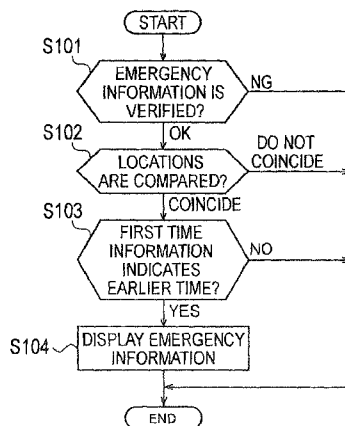 START
S101
EMERGENCY
INFORMATION IS
VERIFIED?
NG
OK
S102
LOCATIONS
ARE COMPARED?
DO NOT
COINCIDE
COINCIDE
S103
FIRST TIME
INFORMATION
INDICATES
EARLIER TIME?
NO
YES
S104
DISPLAY EMERGENCY
INFORMATION
END